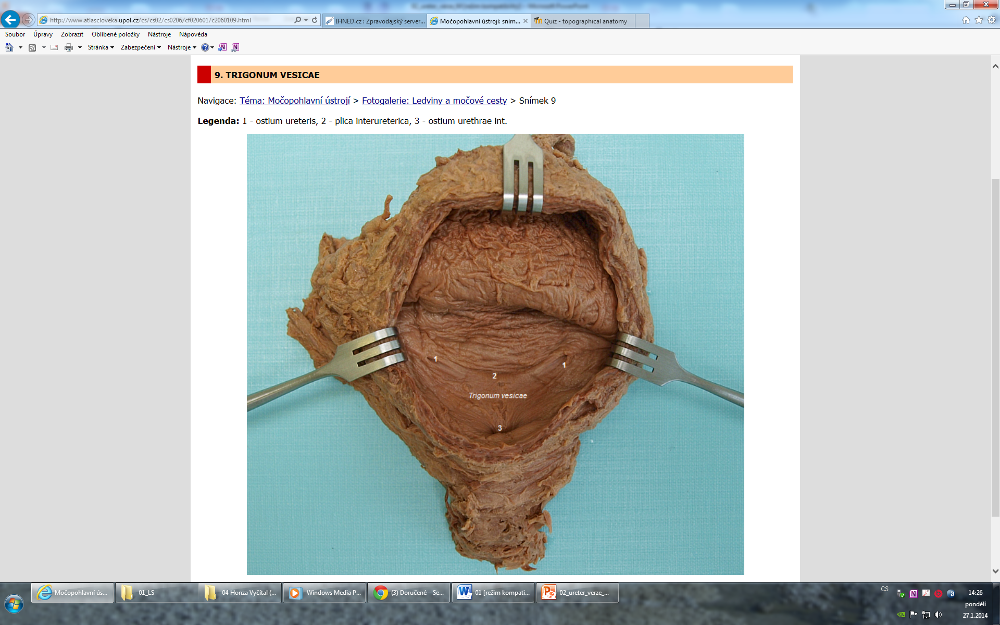 http://www.atlascloveka.upol.cz/cs/cs02/cs0206/cf020601/c2060109.html
IHNED.cz : Zpravodajský server...
Močopohlavní ústrojí: sním...
Quiz - topographical anatomy
Soubor Úpravy Zobrazit Oblíbené položky Nástroje Nápověda
Stránka Zabezpečení Nástroje
9. TRIGONUM VESICAE
Navigace: Téma: Močopohlavní ústrojí > Fotogalerie: Ledviny a močové cesty > Snímek 9
Legenda: 1 - ostium ureteris, 2 - plica interureterica, 3 - ostium urethrae int.
1
1
2
Trigonum vesicae
3
Močopohlavní ús...
01_LS
04 Honza Vyčítal (...
Windows Media P...
(3) Doručené – Se...
01 [režim kompati...
02_ureter_verze_...
CS
14:26
pondělí
27.1.2014